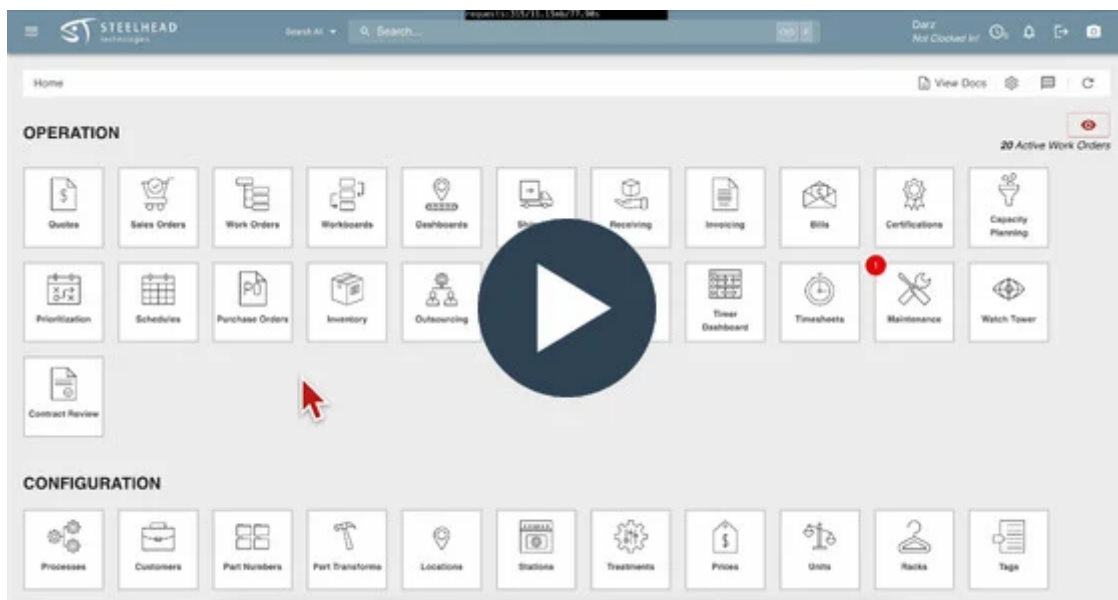 STEELHEAD
technologies
Search All
Search...
Darz
Not Clocked In!
Home
View Docs
OPERATION
20 Active Work Orders
Quotes
Sales Orders
Work Orders
Workboards
Dashboards
Receiving
Invoicing
Bills
Certifications
Capacity
Planning
Prioritization
Schedules
Purchase Orders
PO
Inventory
Outsourcing
Timer
Dashboard
Timesheets
1
Maintenance
Watch Tower
Contract Review
CONFIGURATION
Processes
Customers
Part Numbers
Part Transforms
Locations
Stations
Treatments
Prices
Units
Racks
Tags